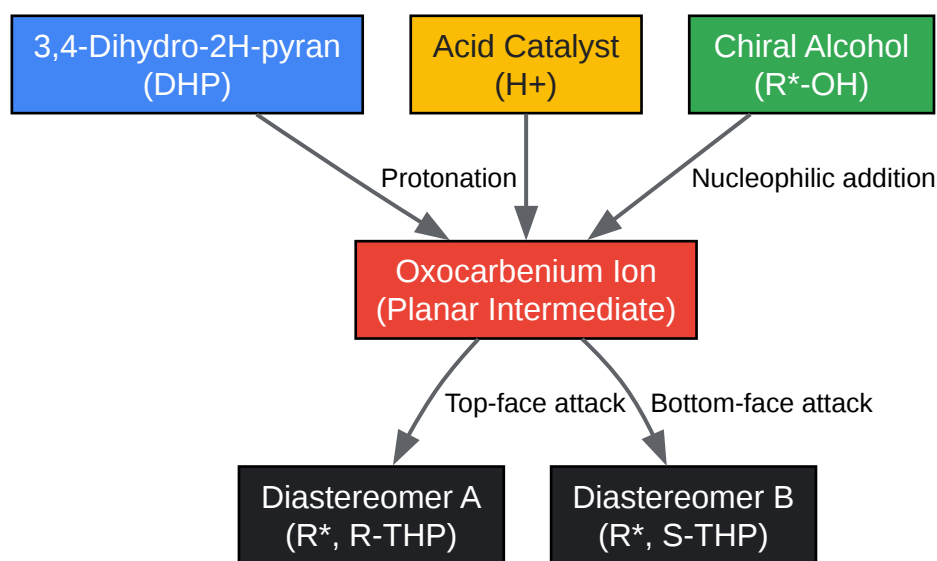 3,4-Dihydro-2H-pyran
(DHP)
Acid Catalyst
(H+)
Chiral Alcohol
(R*-OH)
Protonation
Nucleophilic addition
Oxocarbenium Ion
(Planar Intermediate)
Top-face attack
Bottom-face attack
Diastereomer A
(R*, R-THP)
Diastereomer B
(R*, S-THP)